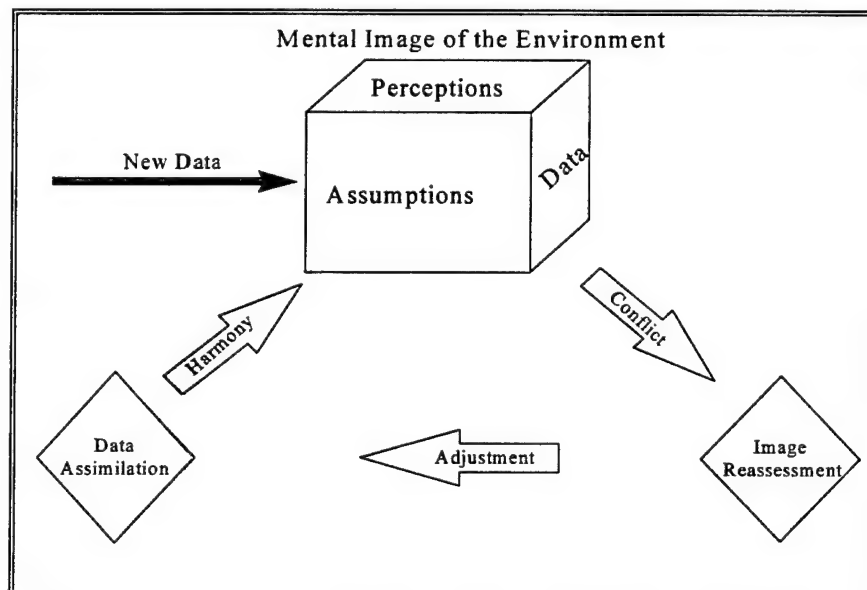 Mental Image of the Environment
Perceptions
New Data
Assumptions
Data
Harmony
Conflict
Data
Assimilation
Adjustment
Image
Reassessment